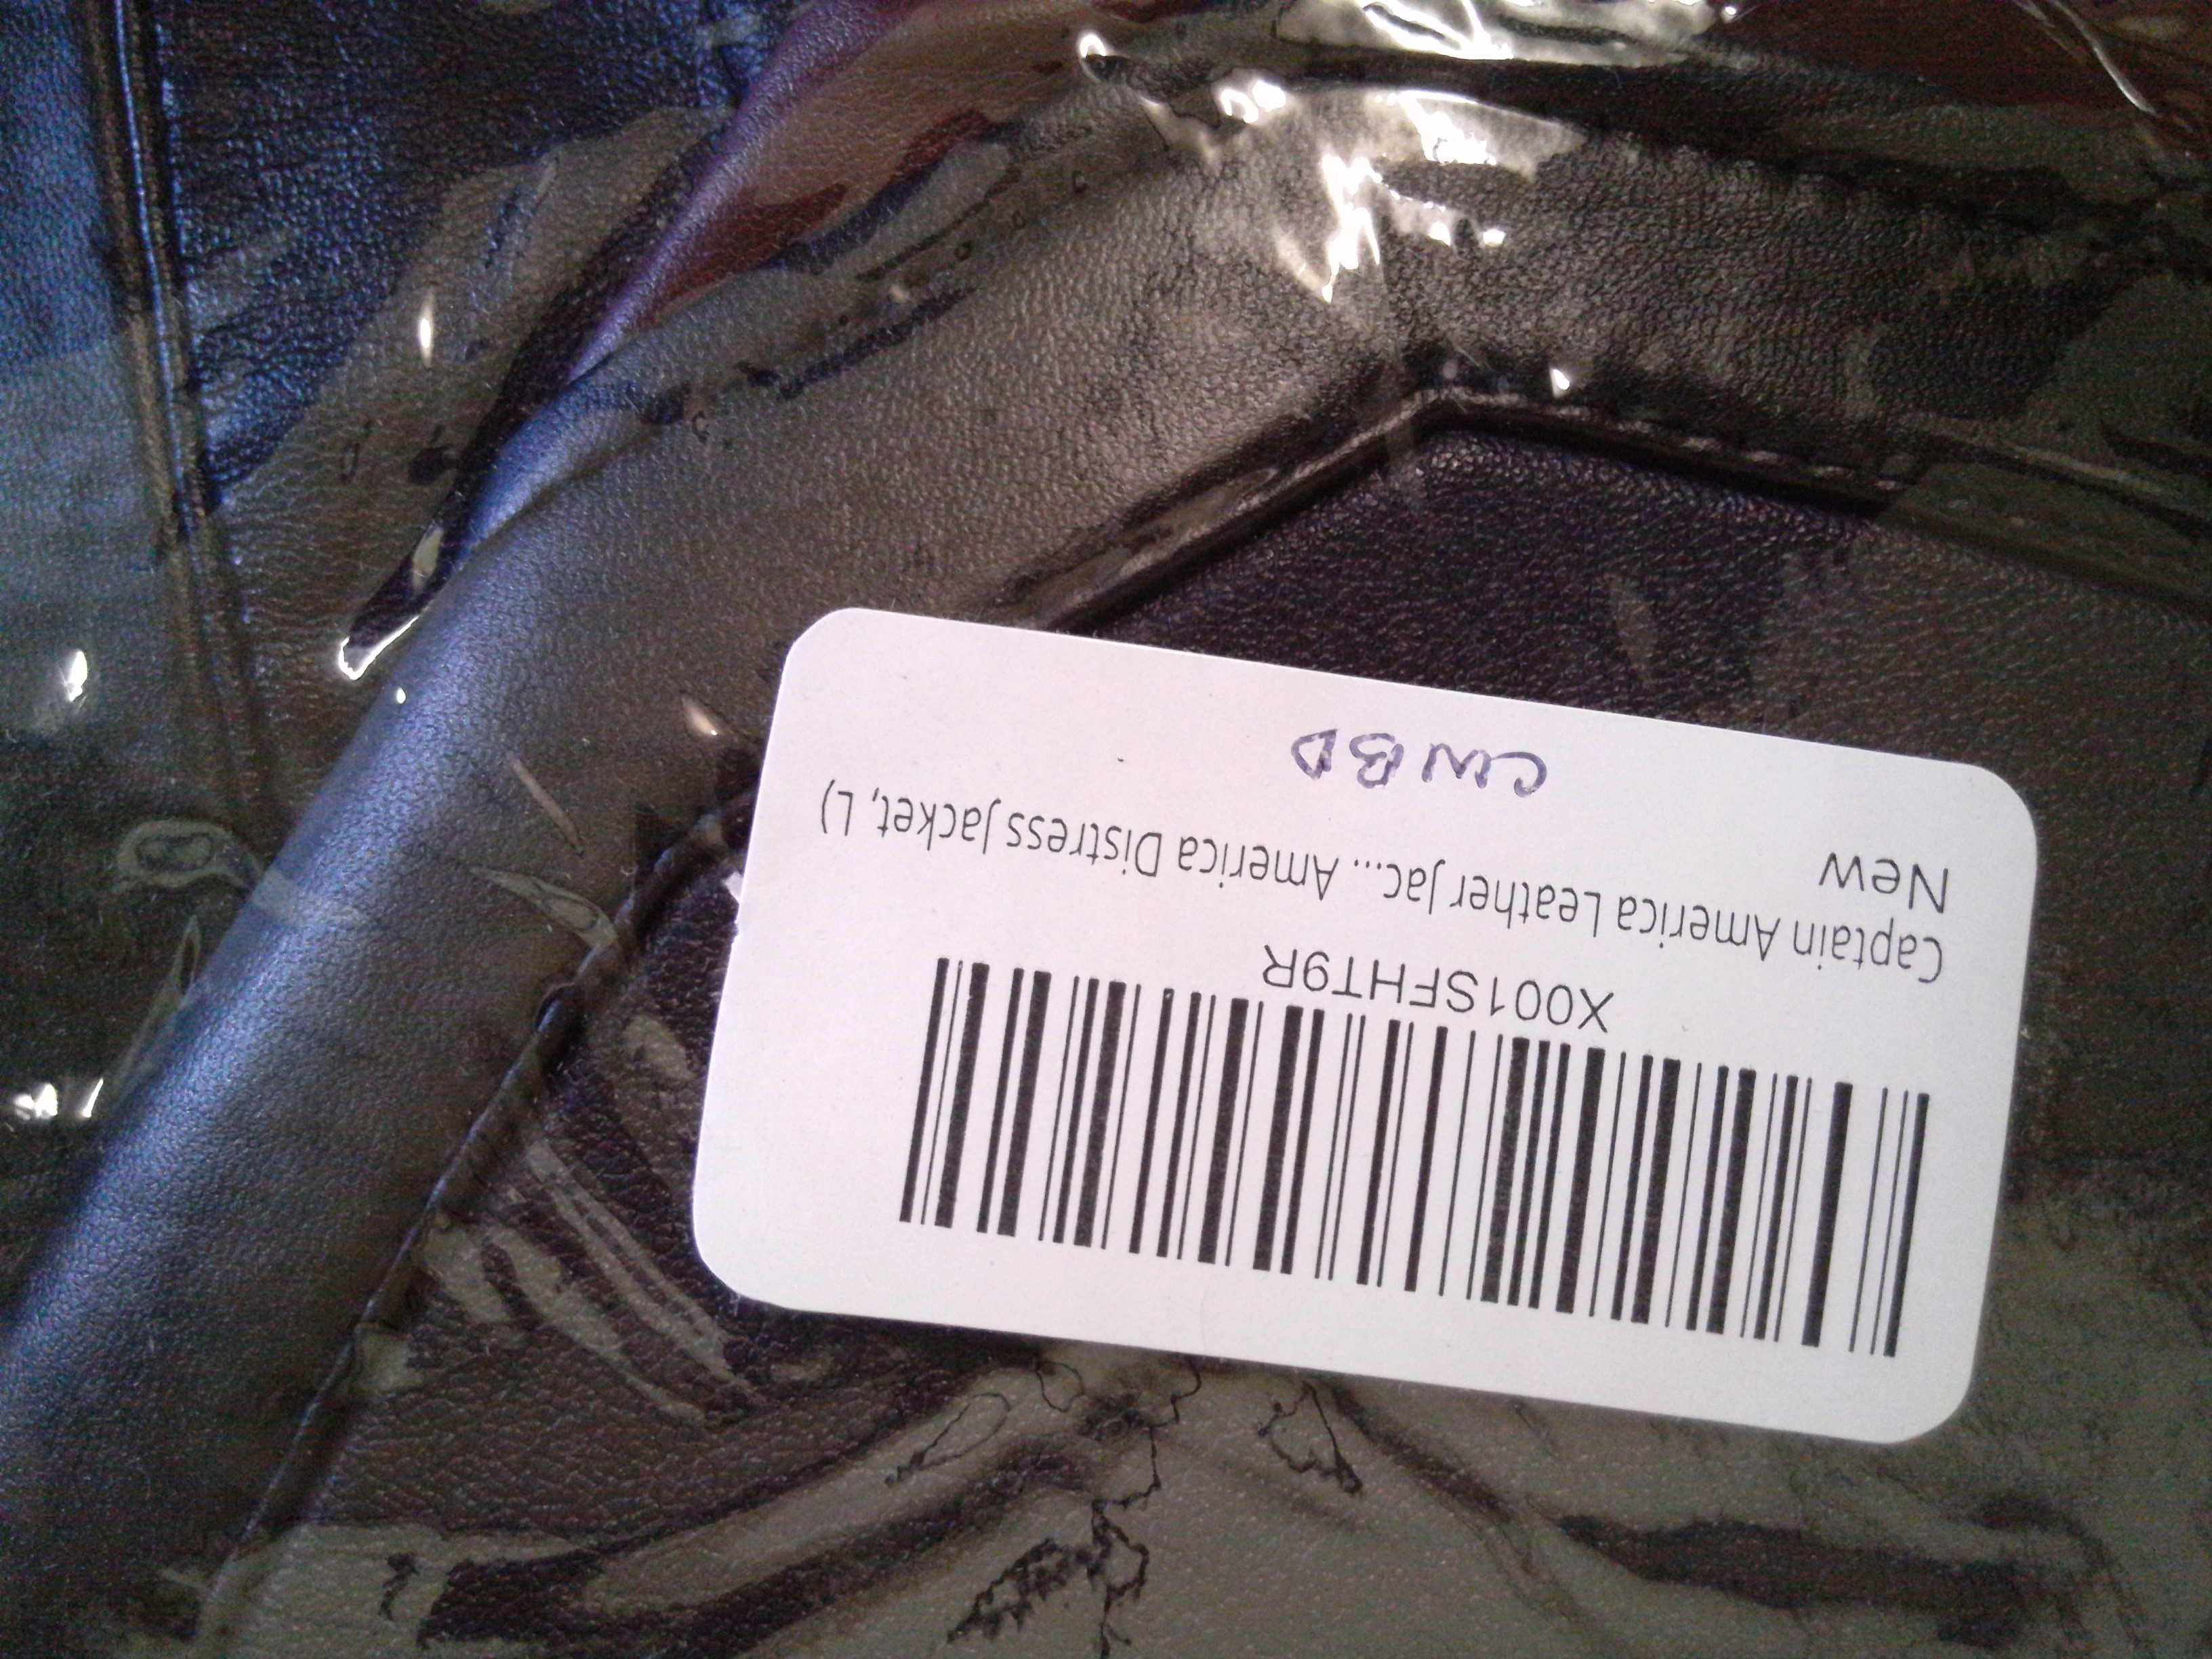 X001SFHT9R
Captain America Leather Jac... America Distress Jacket, L)
New
CWBD